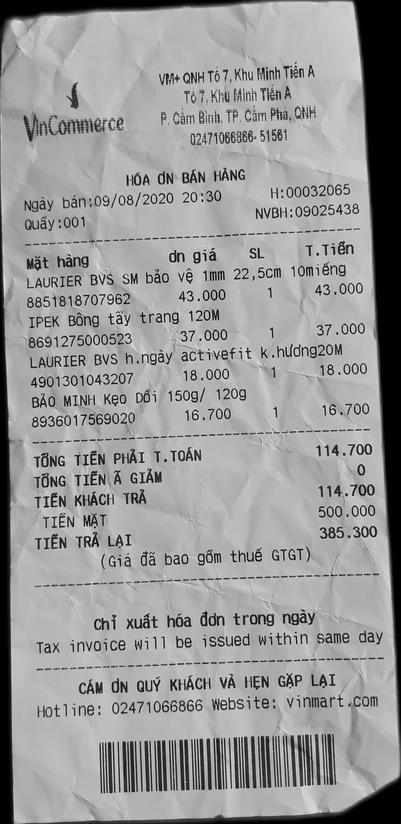 VinCommerce
VM+ QNH Tổ 7, Khu Minh Tiến A
Tổ 7, Khu Minh Tiến A
P. Cẩm Bình, TP. Cẩm Phả, QNH
02471066866-51561
HÓA ƠN BÁN HÀNG
Ngày bán:09/08/2020 20:30 H:00032065
Quầy:001 NVBH:09025438
Mặt hàng ơn giá SL T.Tiền
LAURIER BVS SM bảo vệ 1mm 22,5cm 10miếng
8851818707962 43.000 1 43.000
IPEK Bông tẩy trang 120M
8691275000523 37.000 1 37.000
LAURIER BVS h.ngày activefit k.hương20M
4901301043207 18.000 1 18.000
BẢO MINH Kẹo Dồi 150g/ 120g
8936017569020 16.700 1 16.700
TỔNG TIỀN PHẢI T.TOÁN 114.700
TỔNG TIỀN Ã GIẢM 0
TIỀN KHÁCH TRẢ 114.700
TIỀN MẶT 500.000
TIỀN TRẢ LẠI 385.300
(Giá đã bao gồm thuế GTGT)
Chỉ xuất hóa đơn trong ngày
Tax invoice will be issued within same day
CẢM ƠN QUÝ KHÁCH VÀ HẸN GẶP LẠI
Hotline: 02471066866 Website: vinmart.com